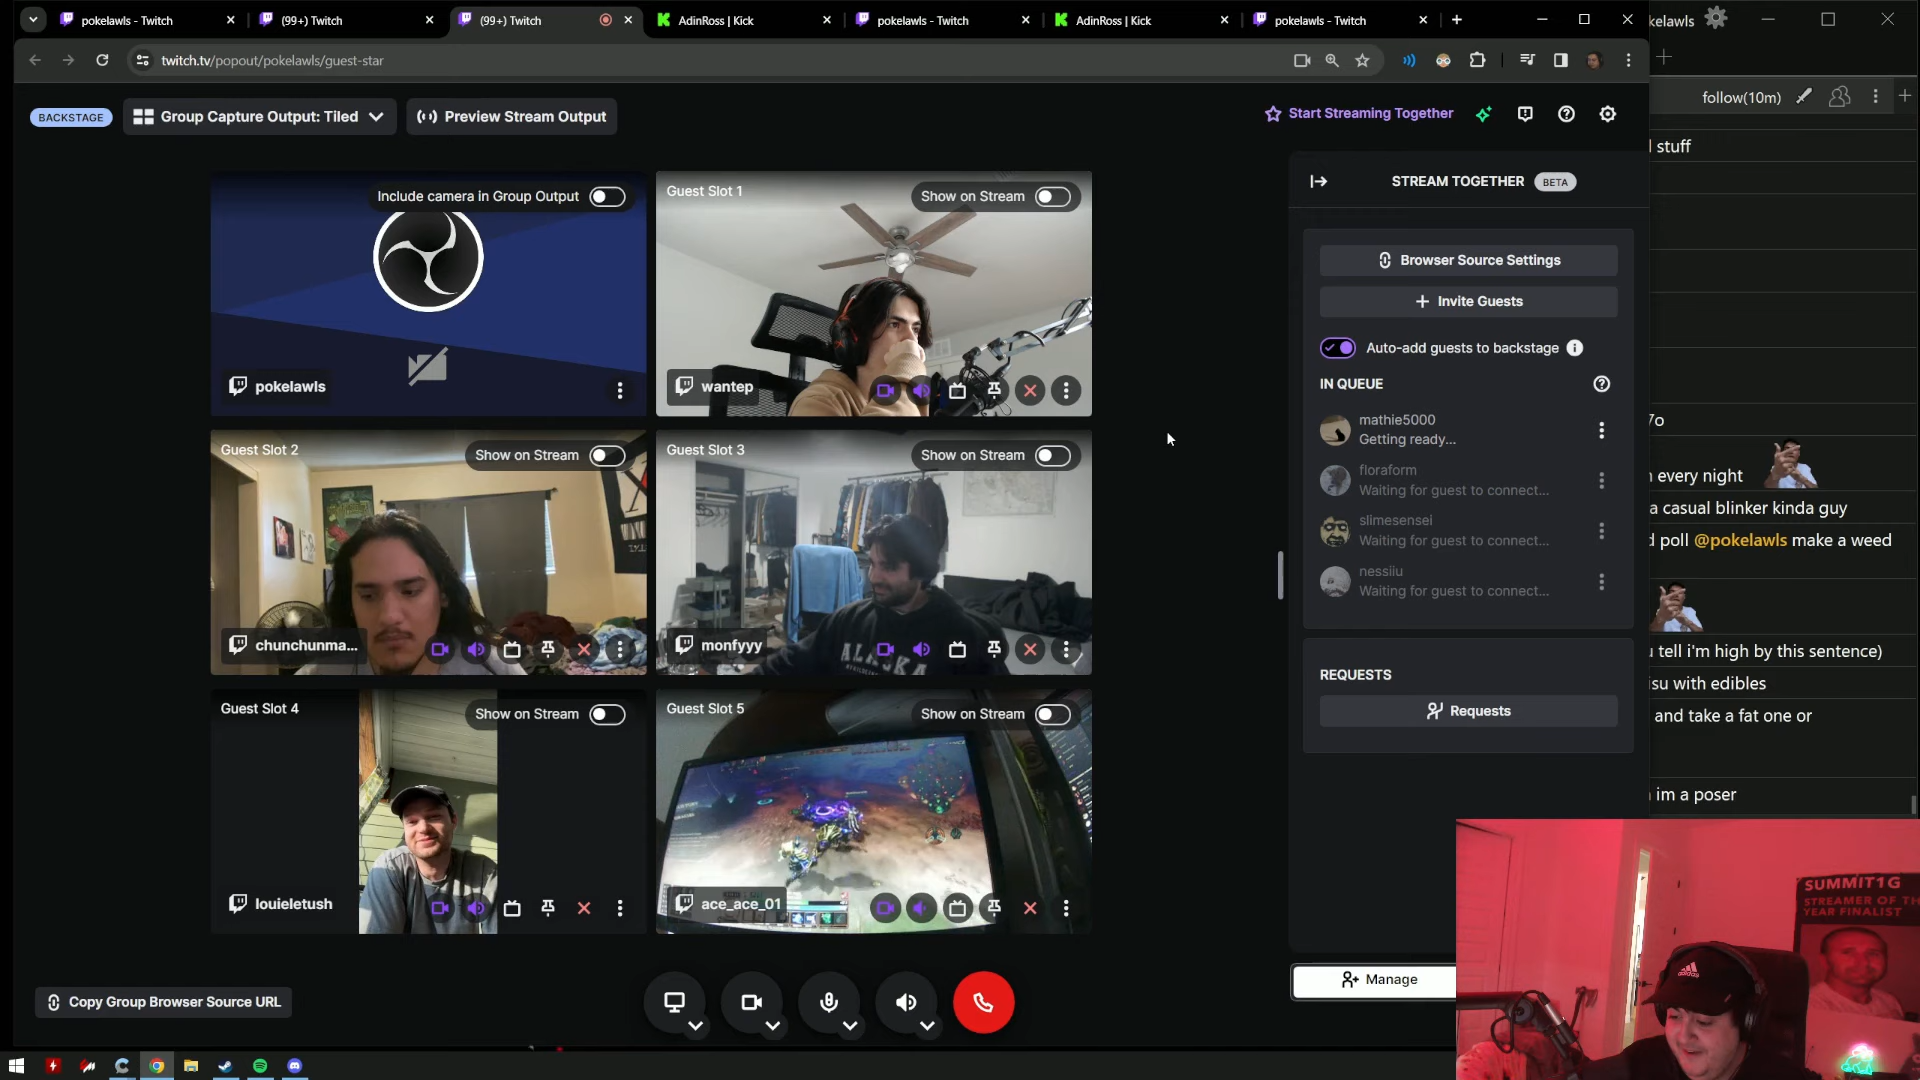 pokelawls - Twitch
(99+) Twitch
(99+) Twitch
AdinRoss | Kick
pokelawls - Twitch
AdinRoss | Kick
pokelawls - Twitch
kelawls
twitch.tv/popout/pokelawls/guest-star
follow(10m)
BACKSTAGE
Group Capture Output: Tiled
Preview Stream Output
Start Streaming Together
stuff
STREAM TOGETHER
BETA
Include camera in Group Output
pokelawls
Guest Slot 1
Show on Stream
wantep
Browser Source Settings
Invite Guests
Auto-add guests to backstage
IN QUEUE
mathie5000
Getting ready...
floraform
Waiting for guest to connect...
slimesensei
Waiting for guest to connect...
nessiiu
Waiting for guest to connect...
Guest Slot 2
Show on Stream
chunchunma...
Guest Slot 3
Show on Stream
ALASKA
monfyyy
every night
a casual blinker kinda guy
poll @pokelawls make a weed
tell i'm high by this sentence)
with edibles
and take a fat one or
im a poser
REQUESTS
Requests
Guest Slot 4
Show on Stream
louieletush
Guest Slot 5
Show on Stream
ace_ace_01
Manage
Copy Group Browser Source URL
SUMMIT1G
STREAMER OF THE
YEAR FINALIST
adidas